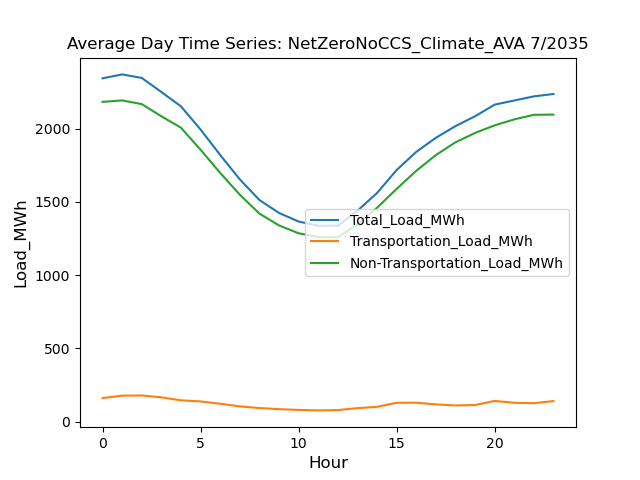 Average Day Time Series: NetZeroNoCCS_Climate_AVA 7/2035
Load_MWh
2000
1500
1000
500
0
Total_Load_MWh
Transportation_Load_MWh
Non-Transportation_Load_MWh
0 5 10 15 20
Hour